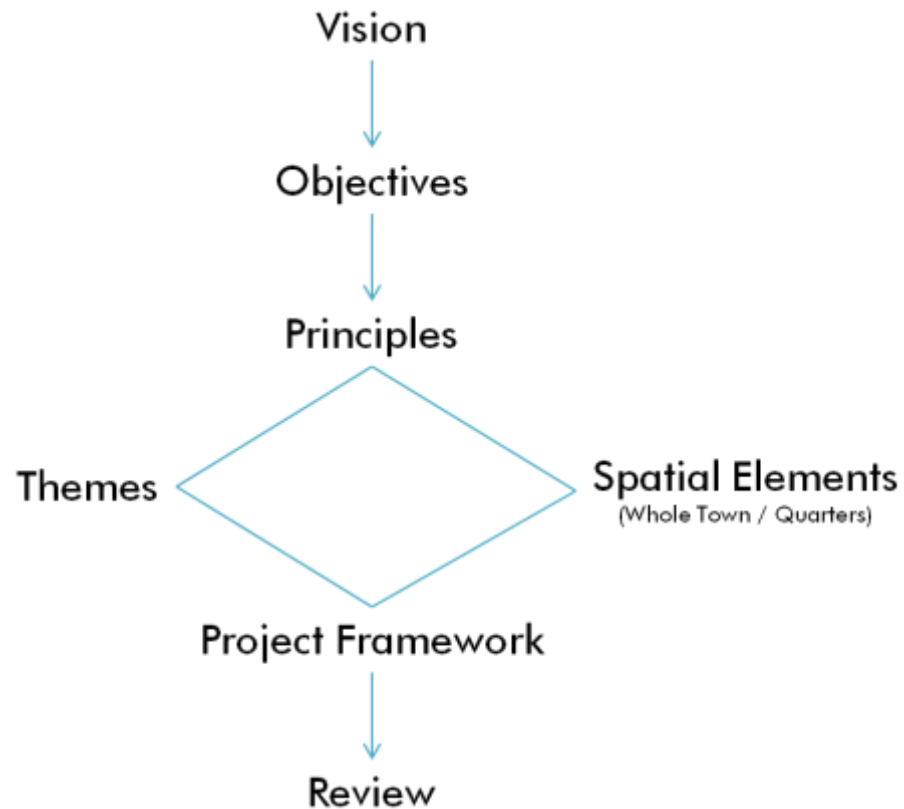 Vision
Objectives
Principles
Themes
Spatial Elements
(Whole Town / Quarters)
Project Framework
Review